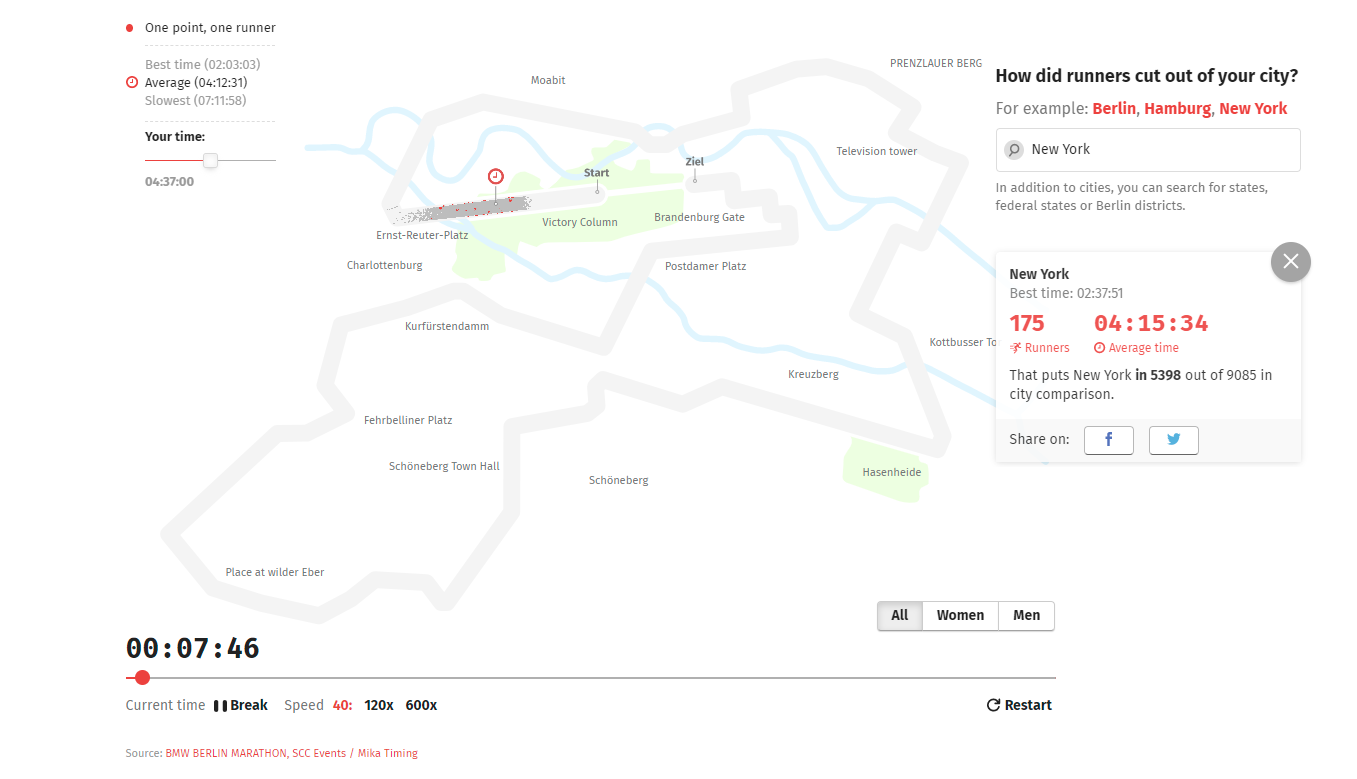 One point, one runner
Best time (02:03:03)
Average (04:12:31)
Slowest (07:11:58)
Your time:
04:37:00
Moabit
PRENZLAUER BERG
Television tower
Ziel
Start
Victory Column
Brandenburg Gate
Ernst-Reuter-Platz
Charlottenburg
Postdamer Platz
Kurfürstendamm
Kottbusser To
Kreuzberg
Fehrbelliner Platz
Schöneberg Town Hall
Schöneberg
Hasenheide
Place at wilder Eber
How did runners cut out of your city?
For example: Berlin, Hamburg, New York
New York
In addition to cities, you can search for states,
federal states or Berlin districts.
New York
Best time: 02:37:51
175 04:15:34
Runners Average time
That puts New York in 5398 out of 9085 in
city comparison.
Share on:
All Women Men
00:07:46
Current time Break Speed 40: 120x 600x Restart
Source: BMW BERLIN MARATHON, SCC Events / Mika Timing